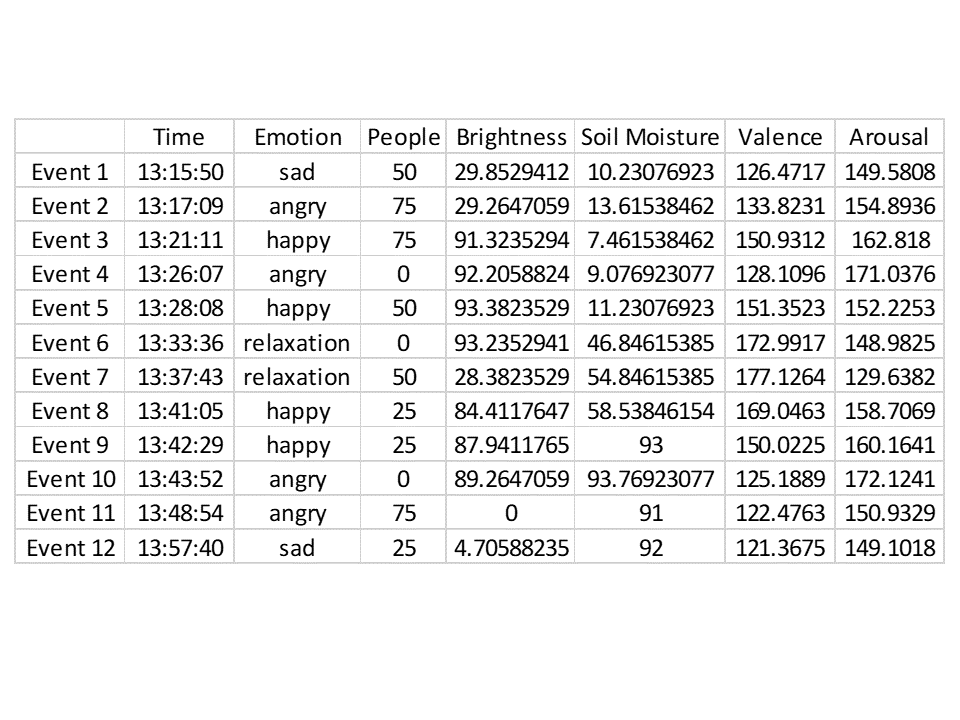 Time Emotion People Brightness Soil Moisture Valence Arousal
Event 1 13:15:50 sad 50 29.8529412 10.23076923 126.4717 149.5808
Event 2 13:17:09 angry 75 29.2647059 13.61538462 133.8231 154.8936
Event 3 13:21:11 happy 75 91.3235294 7.461538462 150.9312 162.818
Event 4 13:26:07 angry 0 92.2058824 9.076923077 128.1096 171.0376
Event 5 13:28:08 happy 50 93.3823529 11.23076923 151.3523 152.2253
Event 6 13:33:36 relaxation 0 93.2352941 46.84615385 172.9917 148.9825
Event 7 13:37:43 relaxation 50 28.3823529 54.84615385 177.1264 129.6382
Event 8 13:41:05 happy 25 84.4117647 58.53846154 169.0463 158.7069
Event 9 13:42:29 happy 25 87.9411765 93 150.0225 160.1641
Event 10 13:43:52 angry 0 89.2647059 93.76923077 125.1889 172.1241
Event 11 13:48:54 angry 75 0 91 122.4763 150.9329
Event 12 13:57:40 sad 25 4.70588235 92 121.3675 149.1018